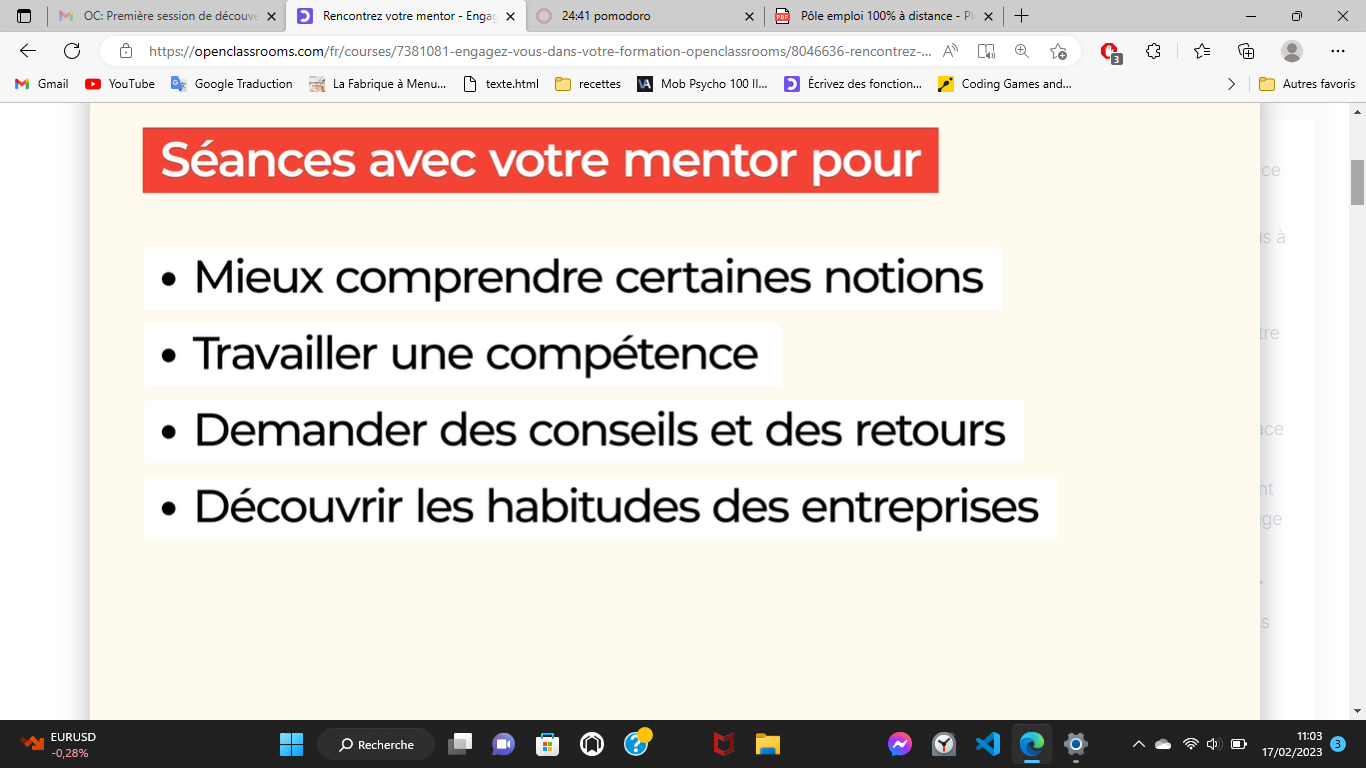 OC: Première session de découve
Rencontrez votre mentor - Engag
24:41 pomodoro
Pôle emploi 100% à distance - Pl
https://openclassrooms.com/fr/courses/7381081-engagez-vous-dans-votre-formation-openclassrooms/8046636-rencontrez-...
3
Gmail
YouTube
Google Traduction
La Fabrique à Menu...
texte.html
recettes
Mob Psycho 100 II...
Écrivez des fonction...
Coding Games and...
Autres favoris
Séances avec votre mentor pour
• Mieux comprendre certaines notions
• Travailler une compétence
• Demander des conseils et des retours
• Découvrir les habitudes des entreprises
EURUSD
-0,28%
Recherche
11:03
17/02/2023
3